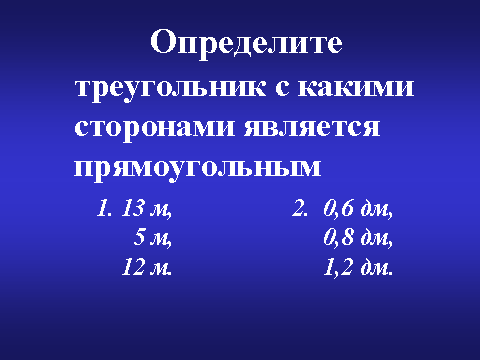 Определите
треугольник с какими
сторонами является
прямоугольным
1. 13 м,
5 м,
12 м.
2. 0,6 дм,
0,8 дм,
1,2 дм.